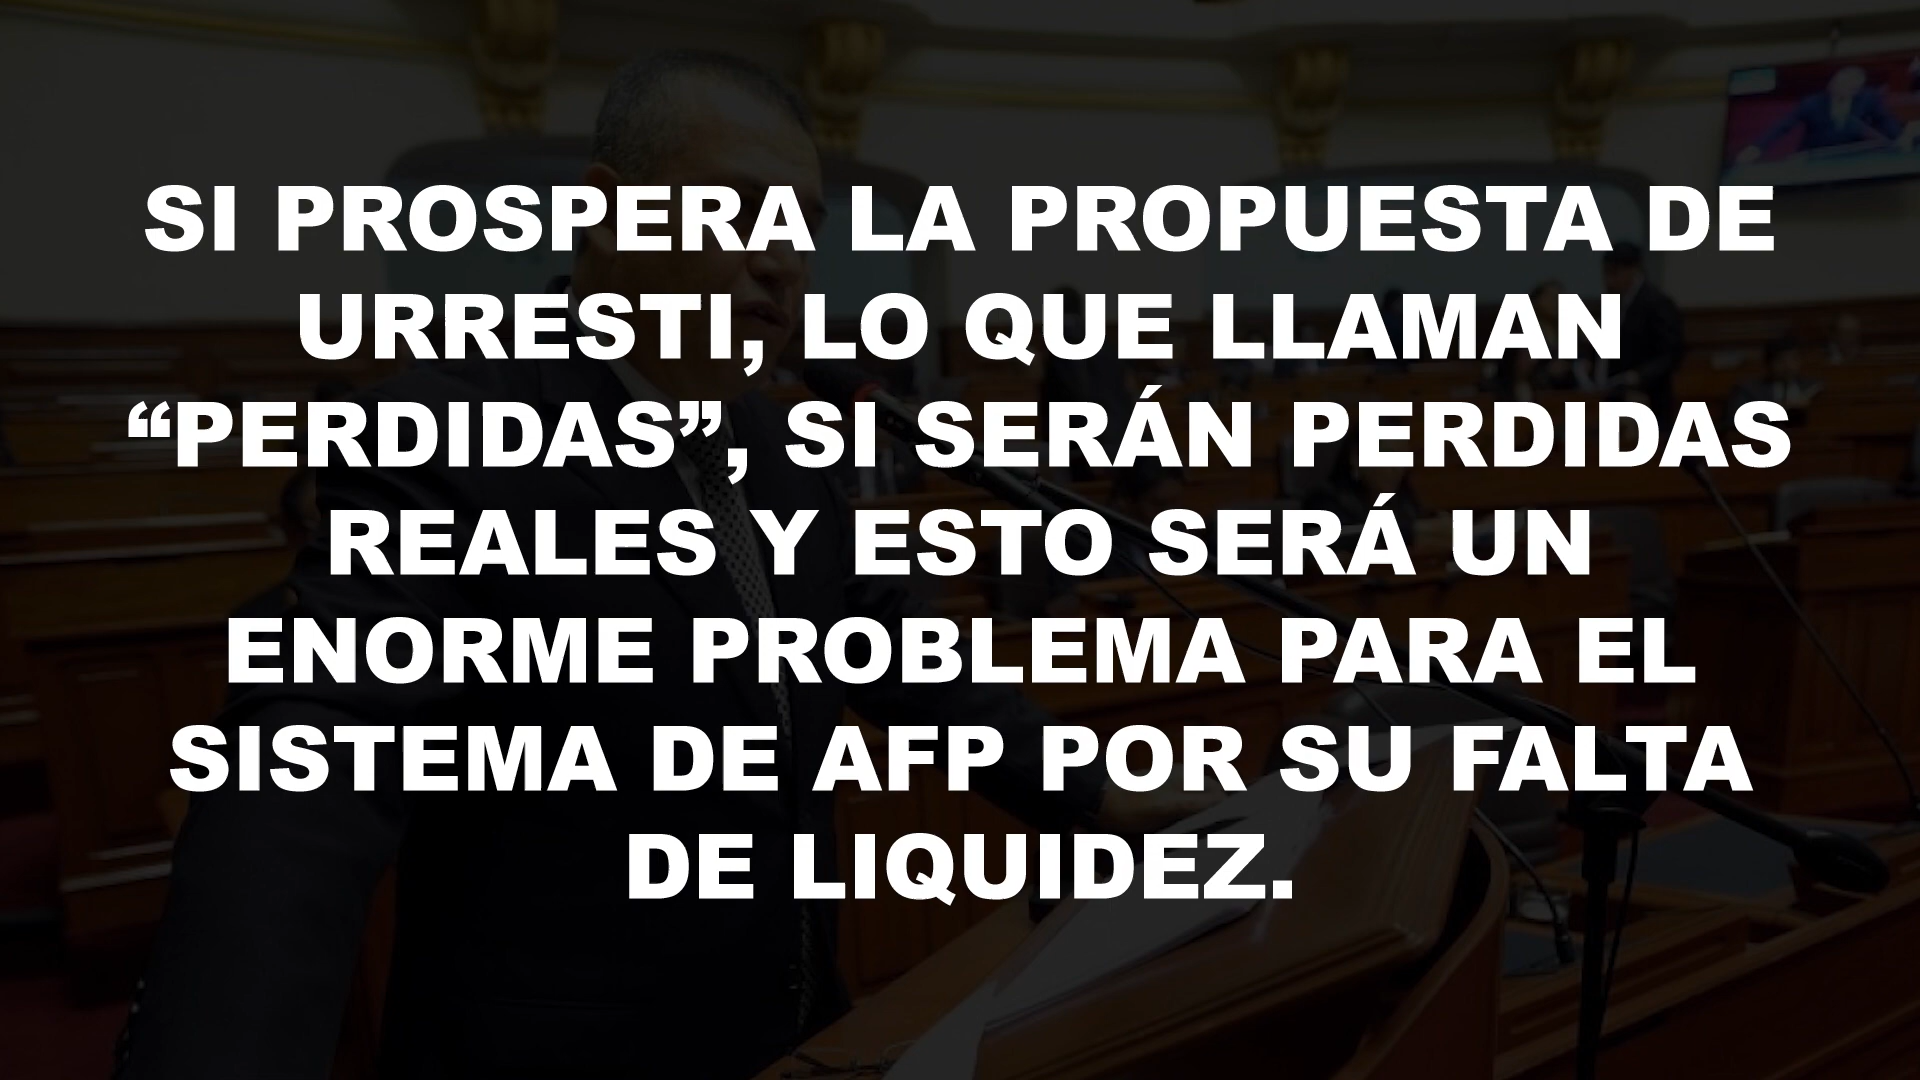 SI PROSPERA LA PROPUESTA DE
URRESTI, LO QUE LLAMAN
“PERDIDAS”, SI SERÁN PERDIDAS
REALES Y ESTO SERÁ UN
ENORME PROBLEMA PARA EL
SISTEMA DE AFP POR SU FALTA
DE LIQUIDEZ.